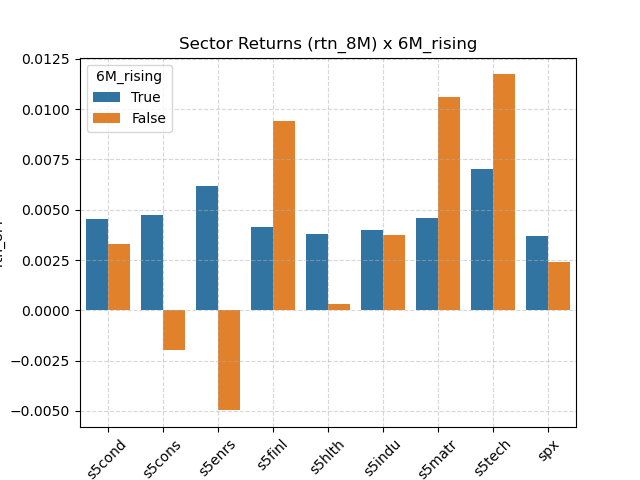 Sector Returns (rtn_8M) x 6M_rising
6M_rising
True
False
0.0125
0.0100
0.0075
0.0050
0.0025
0.0000
−0.0025
−0.0050
s5cond
s5cons
s5enrs
s5finl
s5hlth
s5indu
s5matr
s5tech
spx